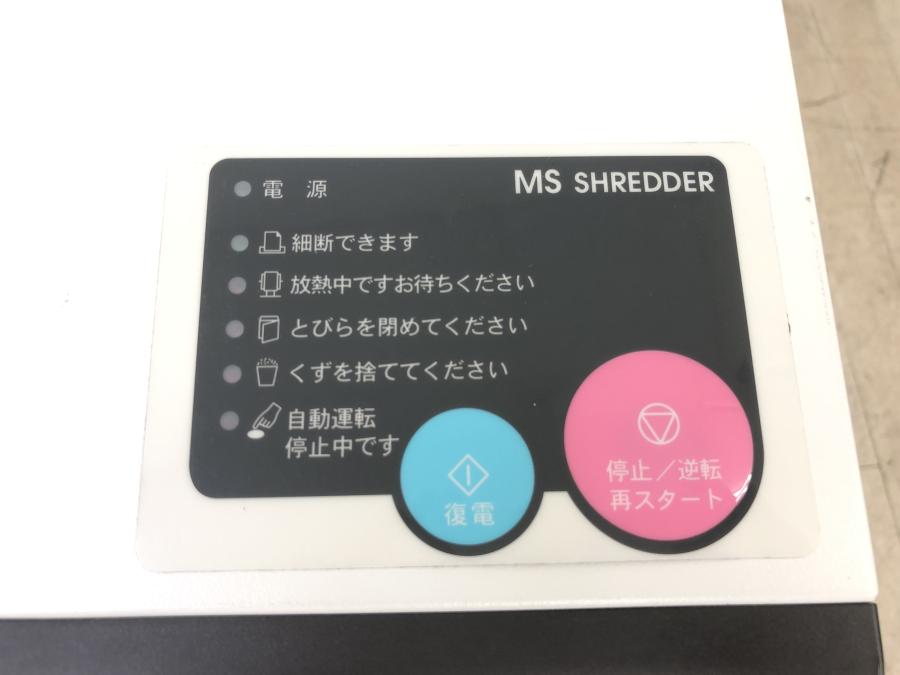 MS SHREDDER
電 源
細断できます
放熱中ですお待ちください
とびらを閉めてください
くずを捨ててください
自動運転
停止中です
復電
停止／逆転
再スタート